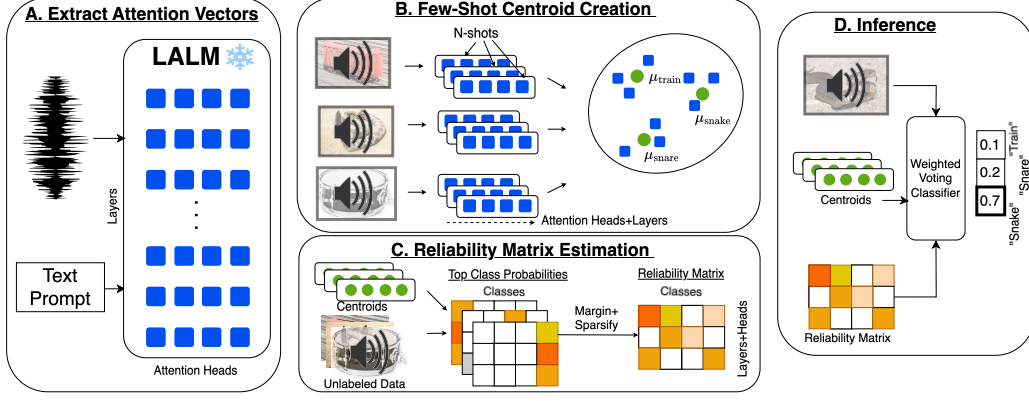 A. Extract Attention Vectors
LALM
Layers
Text
Prompt
Attention Heads
B. Few-Shot Centroid Creation
N-shots
μtrain
μsnake
μsnare
Attention Heads+Layers
C. Reliability Matrix Estimation
Top Class Probabilities
Classes
Centroids
Unlabeled Data
Margin+
Sparsify
Reliability Matrix
Classes
Layers+Heads
D. Inference
Centroids
Weighted
Voting
Classifier
0.1
"Train"
0.2
"Snare"
0.7
"Snake"
Reliability Matrix